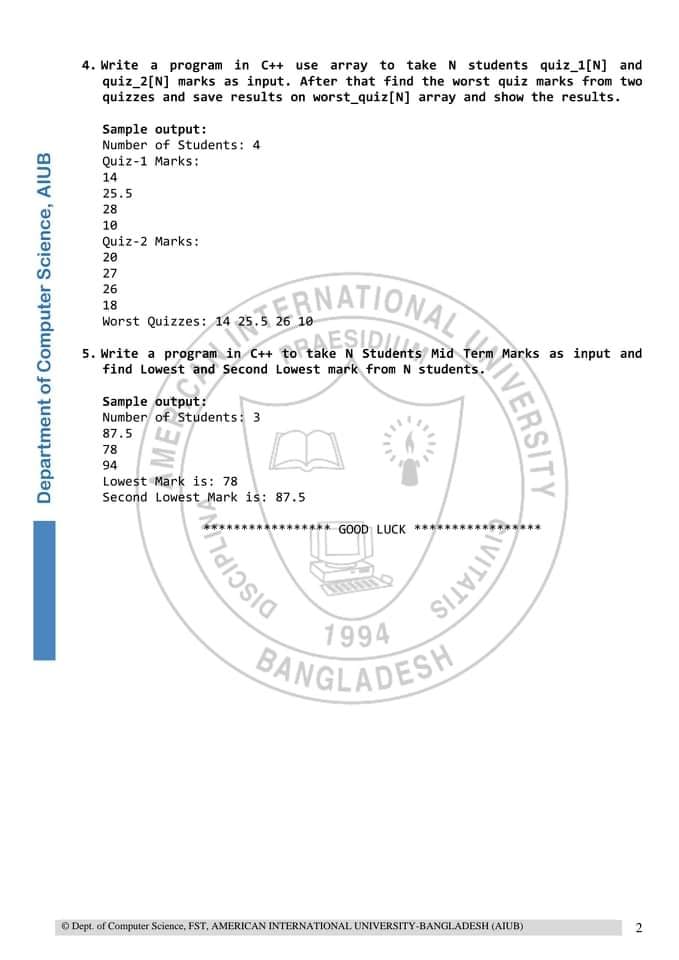 4. Write a program in C++ use array to take N students quiz_1[N] and
quiz_2[N] marks as input. After that find the worst quiz marks from two
quizzes and save results on worst_quiz[N] array and show the results.
Sample output:
Number of Students: 4
Quiz-1 Marks:
14
25.5
28
10
Quiz-2 Marks:
20
27
26
18
Worst Quizzes: 14 25.5 26 10
5. Write a program in C++ to take N Students Mid Term Marks as input and
find Lowest and Second Lowest mark from N students.
Sample output:
Number of Students: 3
87.5
78
94
Lowest Mark is: 78
Second Lowest Mark is: 87.5
***************** GOOD LUCK *****************
Department of Computer Science, AIUB
AMERICAN INTERNATIONAL UNIVERSITY
PRAESIDIUM
DISCIPLINA
CIVITATIS
1994
BANGLADESH
© Dept. of Computer Science, FST, AMERICAN INTERNATIONAL UNIVERSITY-BANGLADESH (AIUB)
2